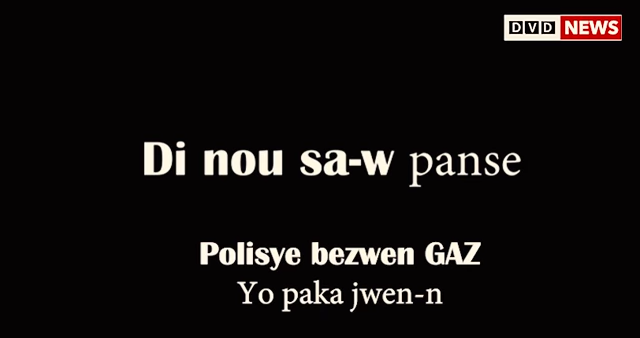 DVD NEWS
Di nou sa-w panse
Polisye bezwen GAZ
Yo paka jwen-n